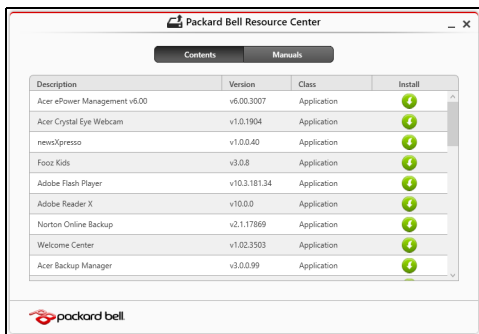 Packard Bell Resource Center
Contents Manuals
Description Version Class Install
Acer ePower Management v6.00 v6.00.3007 Application
Acer Crystal Eye Webcam v1.0.1904 Application
newsXpresso v1.0.0.40 Application
Fooz Kids v3.0.8 Application
Adobe Flash Player v10.3.181.34 Application
Adobe Reader X v10.0.0 Application
Norton Online Backup v2.1.17869 Application
Welcome Center v1.02.3503 Application
Acer Backup Manager v3.0.0.99 Application
packard bell.